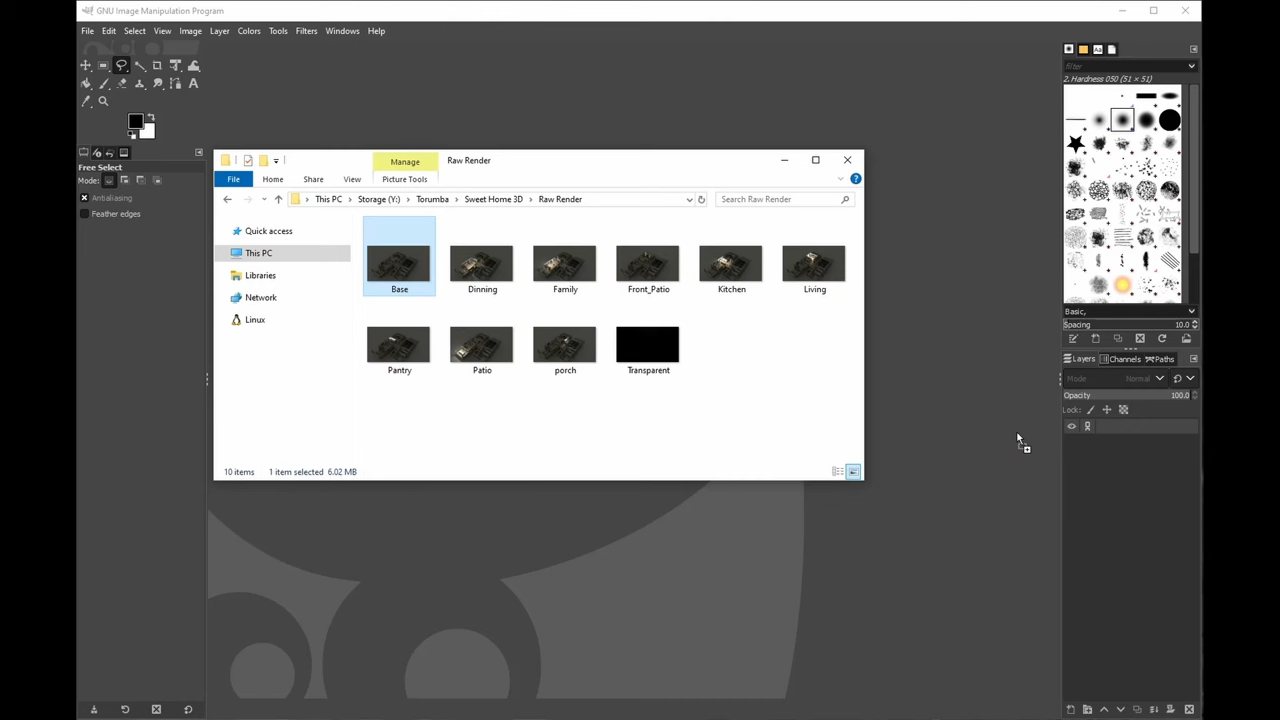 GNU Image Manipulation Program
File Edit Select View Image Layer Colors Tools Filters Windows Help
filter
2. Hardness 050 (51 × 51)
Free Select
Mode:
Antialiasing
Feather edges
Manage
Raw Render
File Home Share View Picture Tools
This PC Storage (Y:) Torumba Sweet Home 3D Raw Render
Search Raw Render
Quick access
This PC
Libraries
Network
Linux
Base Dinning Family Front_Patio Kitchen Living
Pantry Patio porch Transparent
10 items 1 item selected 6.02 MB
Basic,
Spacing 10.0
Layers Channels Paths
Mode Normal
Opacity 100.0
Lock: